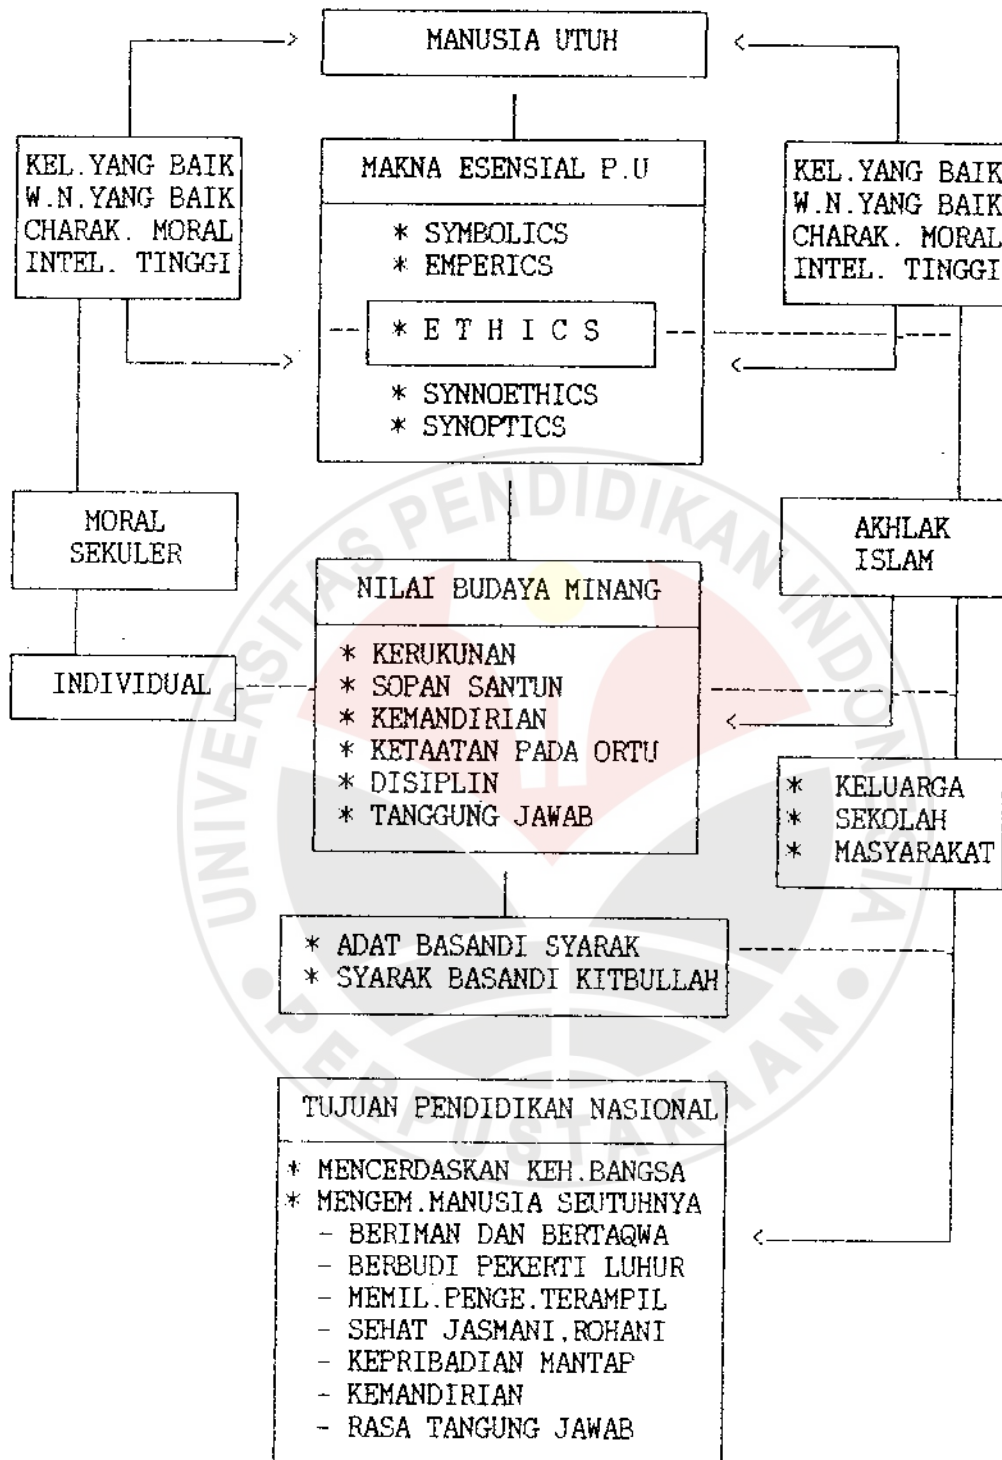 MANUSIA UTUH
KEL.YANG BAIK
W.N.YANG BAIK
CHARAK. MORAL
INTEL. TINGGI
MAKNA ESENSIAL P.U
* SYMBOLICS
* EMPERICS
* E T H I C S
* SYNNOETHICS
* SYNOPTICS
KEL.YANG BAIK
W.N.YANG BAIK
CHARAK. MORAL
INTEL. TINGGI
MORAL
SEKULER
AKHLAK
ISLAM
INDIVIDUAL
NILAI BUDAYA MINANG
* KERUKUNAN
* SOPAN SANTUN
* KEMANDIRIAN
* KETAATAN PADA ORTU
* DISIPLIN
* TANGGUNG JAWAB
* KELUARGA
* SEKOLAH
* MASYARAKAT
* ADAT BASANDI SYARAK
* SYARAK BASANDI KITBULLAH
TUJUAN PENDIDIKAN NASIONAL
* MENCERDASKAN KEH.BANGSA
* MENGEM.MANUSIA SEUTUHNYA
- BERIMAN DAN BERTAQWA
- BERBUDI PEKERTI LUHUR
- MEMIL.PENGE.TERAMPIL
- SEHAT JASMANI,ROHANI
- KEPRIBADIAN MANTAP
- KEMANDIRIAN
- RASA TANGUNG JAWAB
UNIVERSITAS PENDIDIKAN INDONESIA
PERPUSTAKAAN